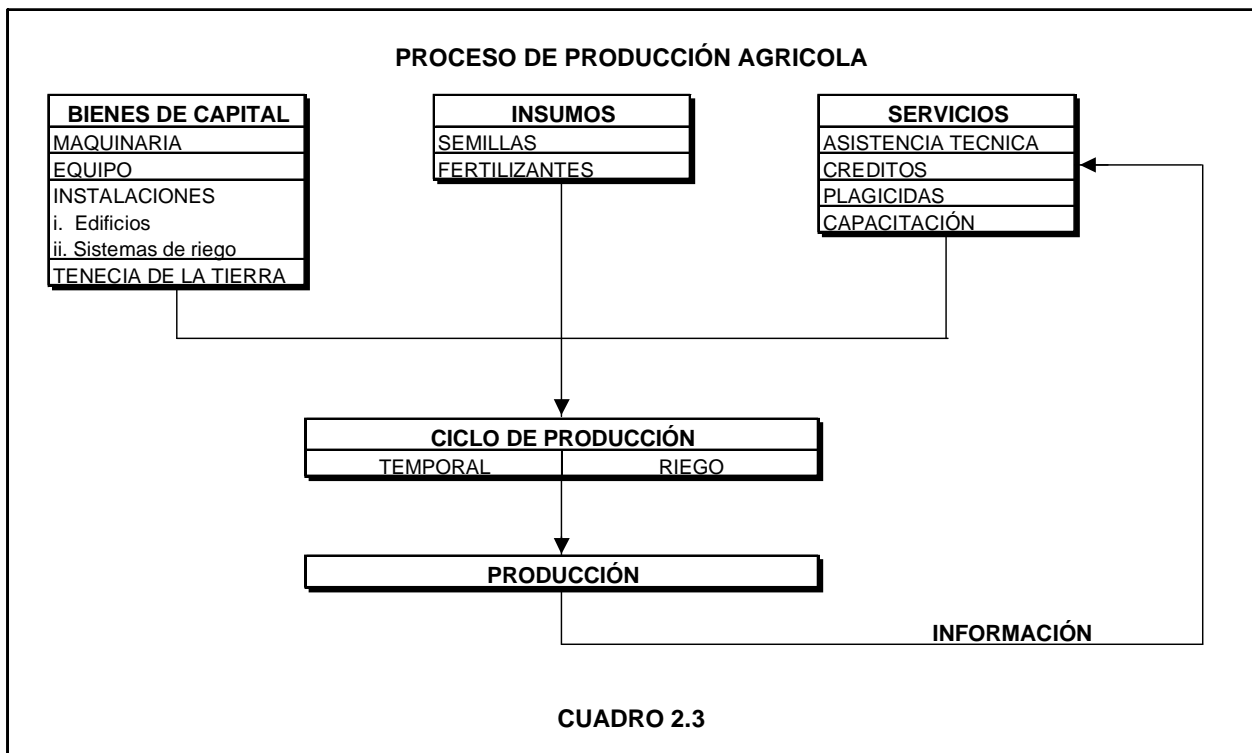 PROCESO DE PRODUCCIÓN AGRICOLA
BIENES DE CAPITAL
MAQUINARIA
EQUIPO
INSTALACIONES
i. Edificios
ii. Sistemas de riego
TENECIA DE LA TIERRA
INSUMOS
SEMILLAS
FERTILIZANTES
SERVICIOS
ASISTENCIA TECNICA
CREDITOS
PLAGICIDAS
CAPACITACIÓN
CICLO DE PRODUCCIÓN
TEMPORAL
RIEGO
PRODUCCIÓN
INFORMACIÓN
CUADRO 2.3